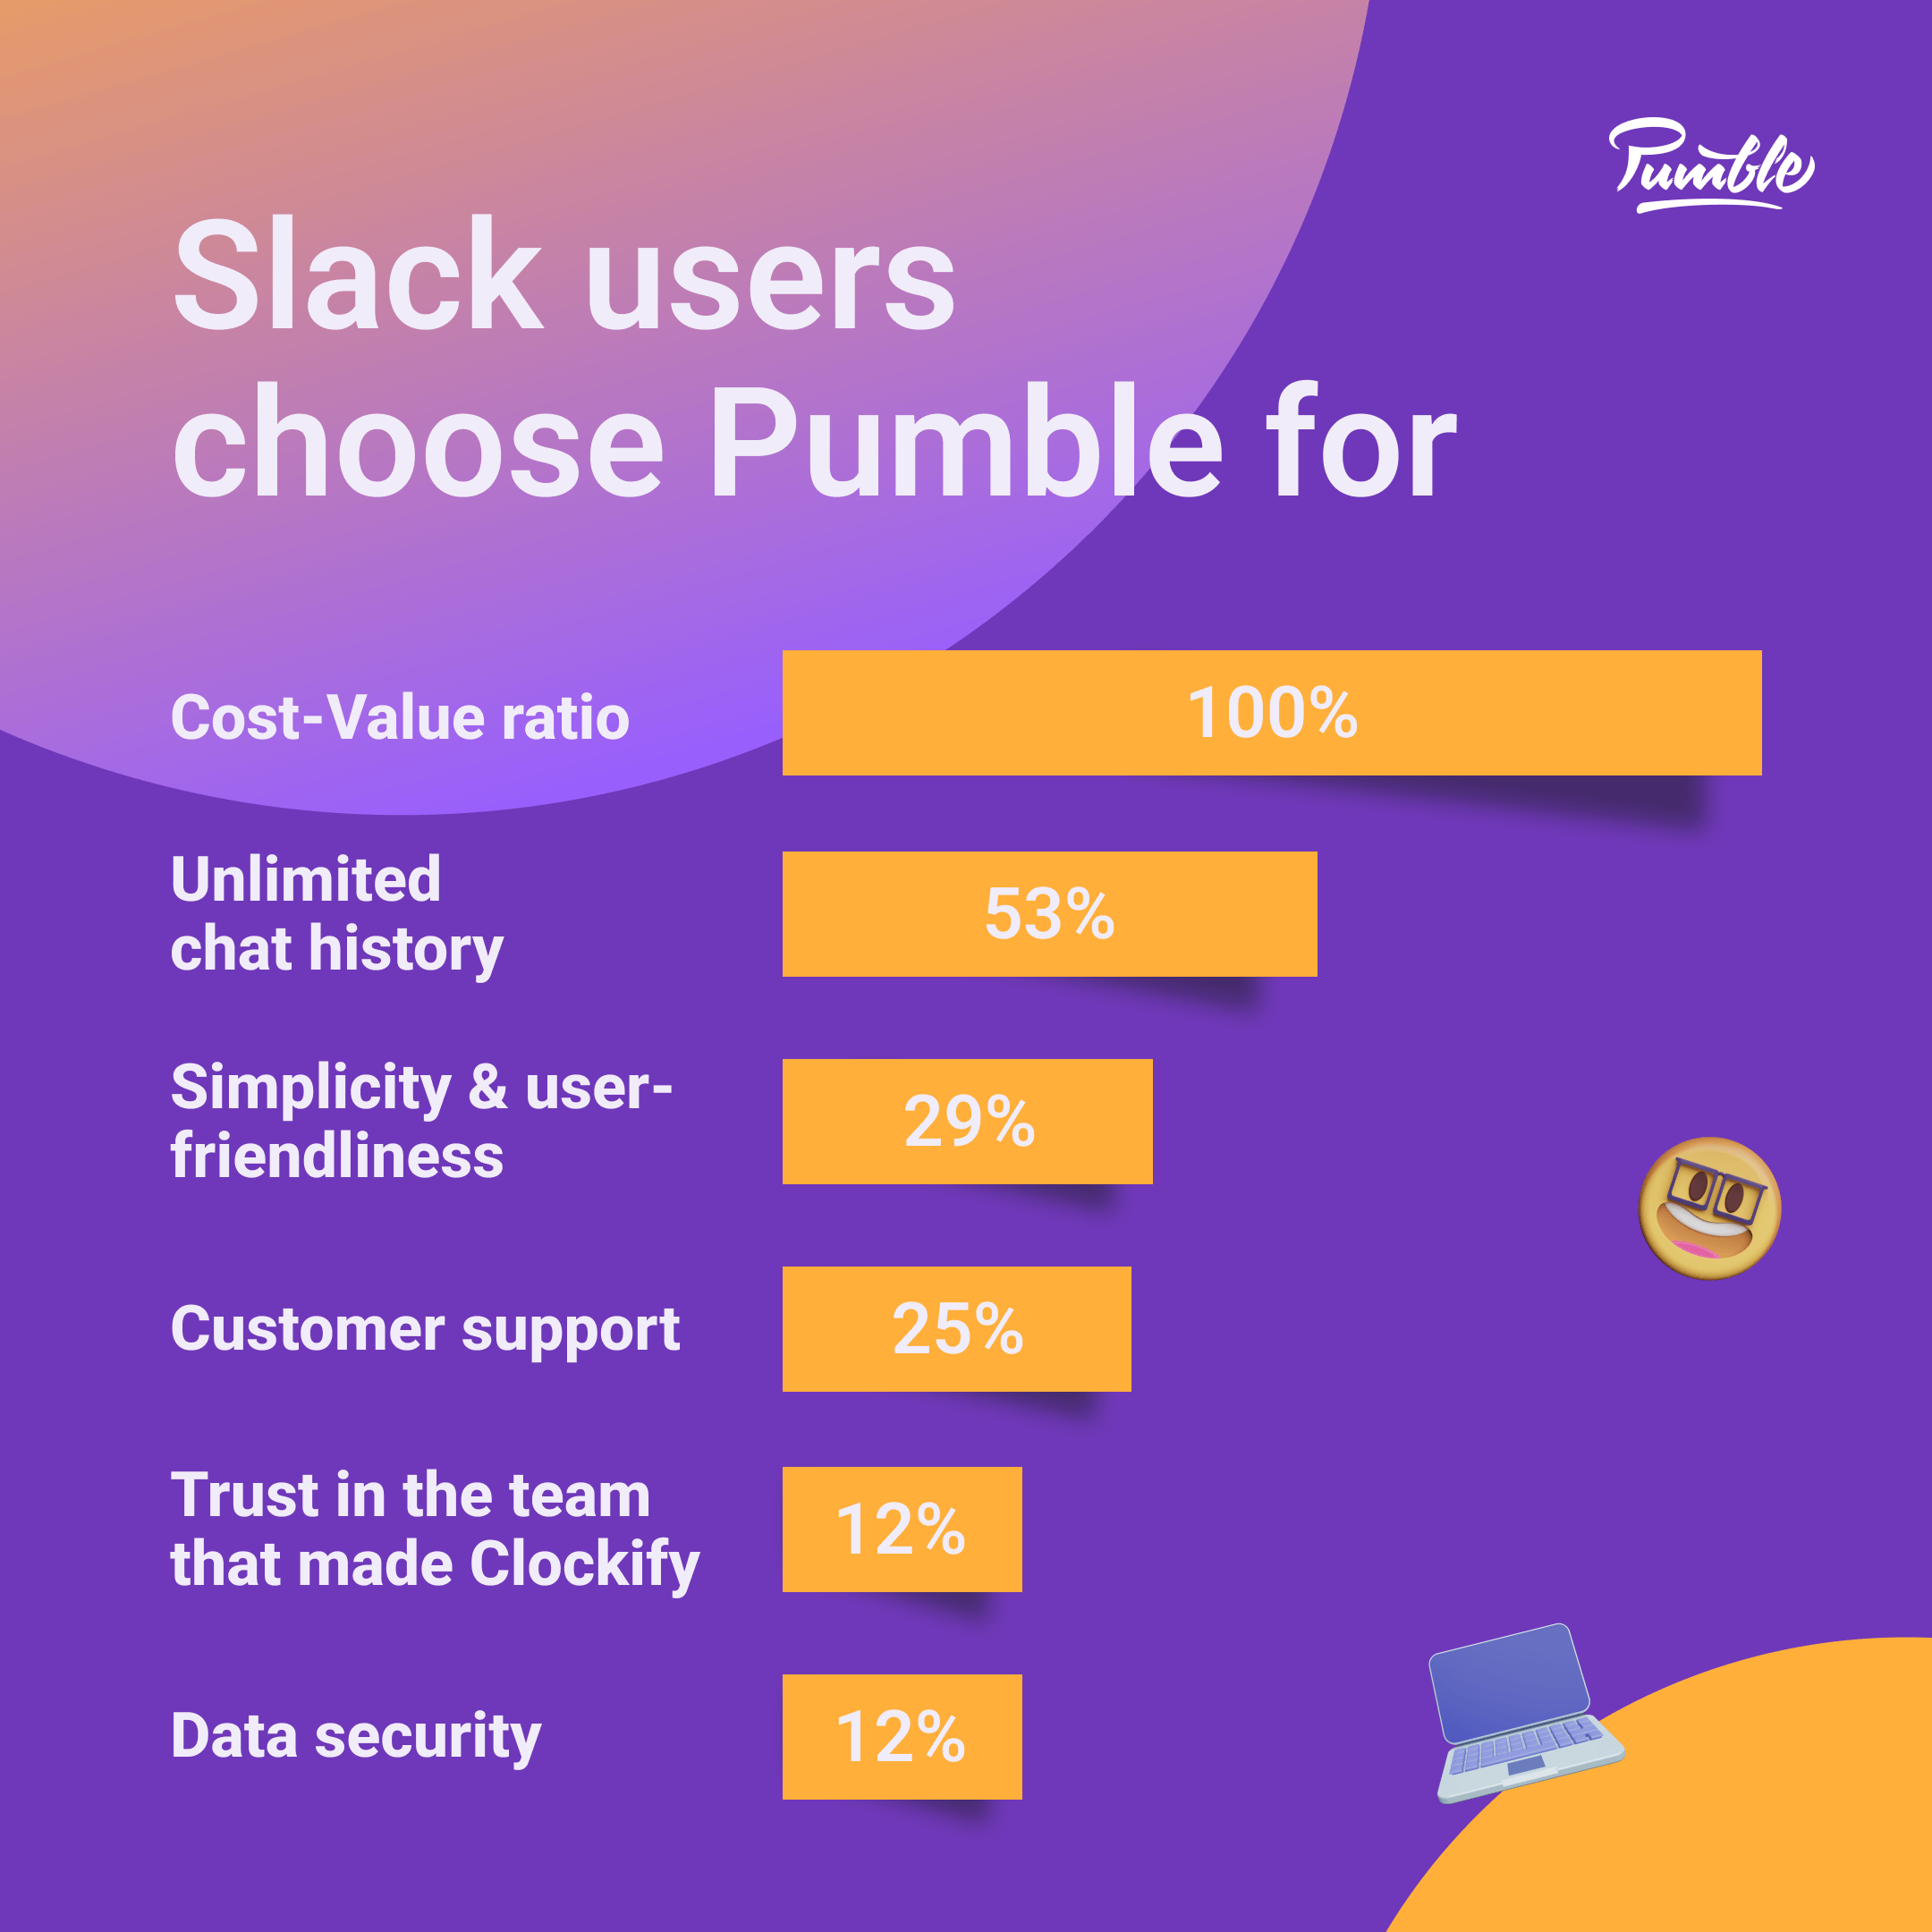 Pumble
Slack users
choose Pumble for
Cost-Value ratio
100%
Unlimited
chat history
53%
Simplicity & user-
friendliness
29%
Customer support
25%
Trust in the team
that made Clockify
12%
Data security
12%